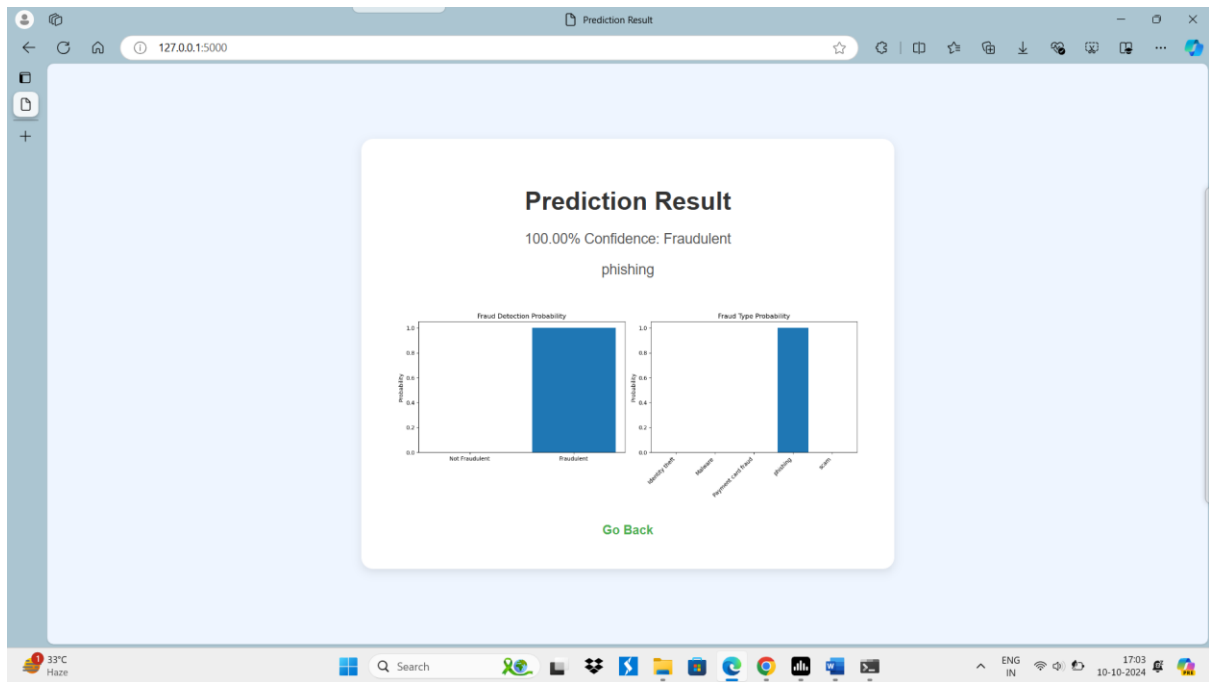 Prediction Result
127.0.0.1:5000
Prediction Result
100.00% Confidence: Fraudulent
phishing
Fraud Detection Probability
Probability
1.0
0.8
0.6
0.4
0.2
0.0
Not Fraudulent
Fraudulent
Fraud Type Probability
Probability
1.0
0.8
0.6
0.4
0.2
0.0
Identity theft
Malware
Payment card fraud
phishing
scam
Go Back
1
33°C
Haze
Search
ENG
IN
17:03
10-10-2024
PRE